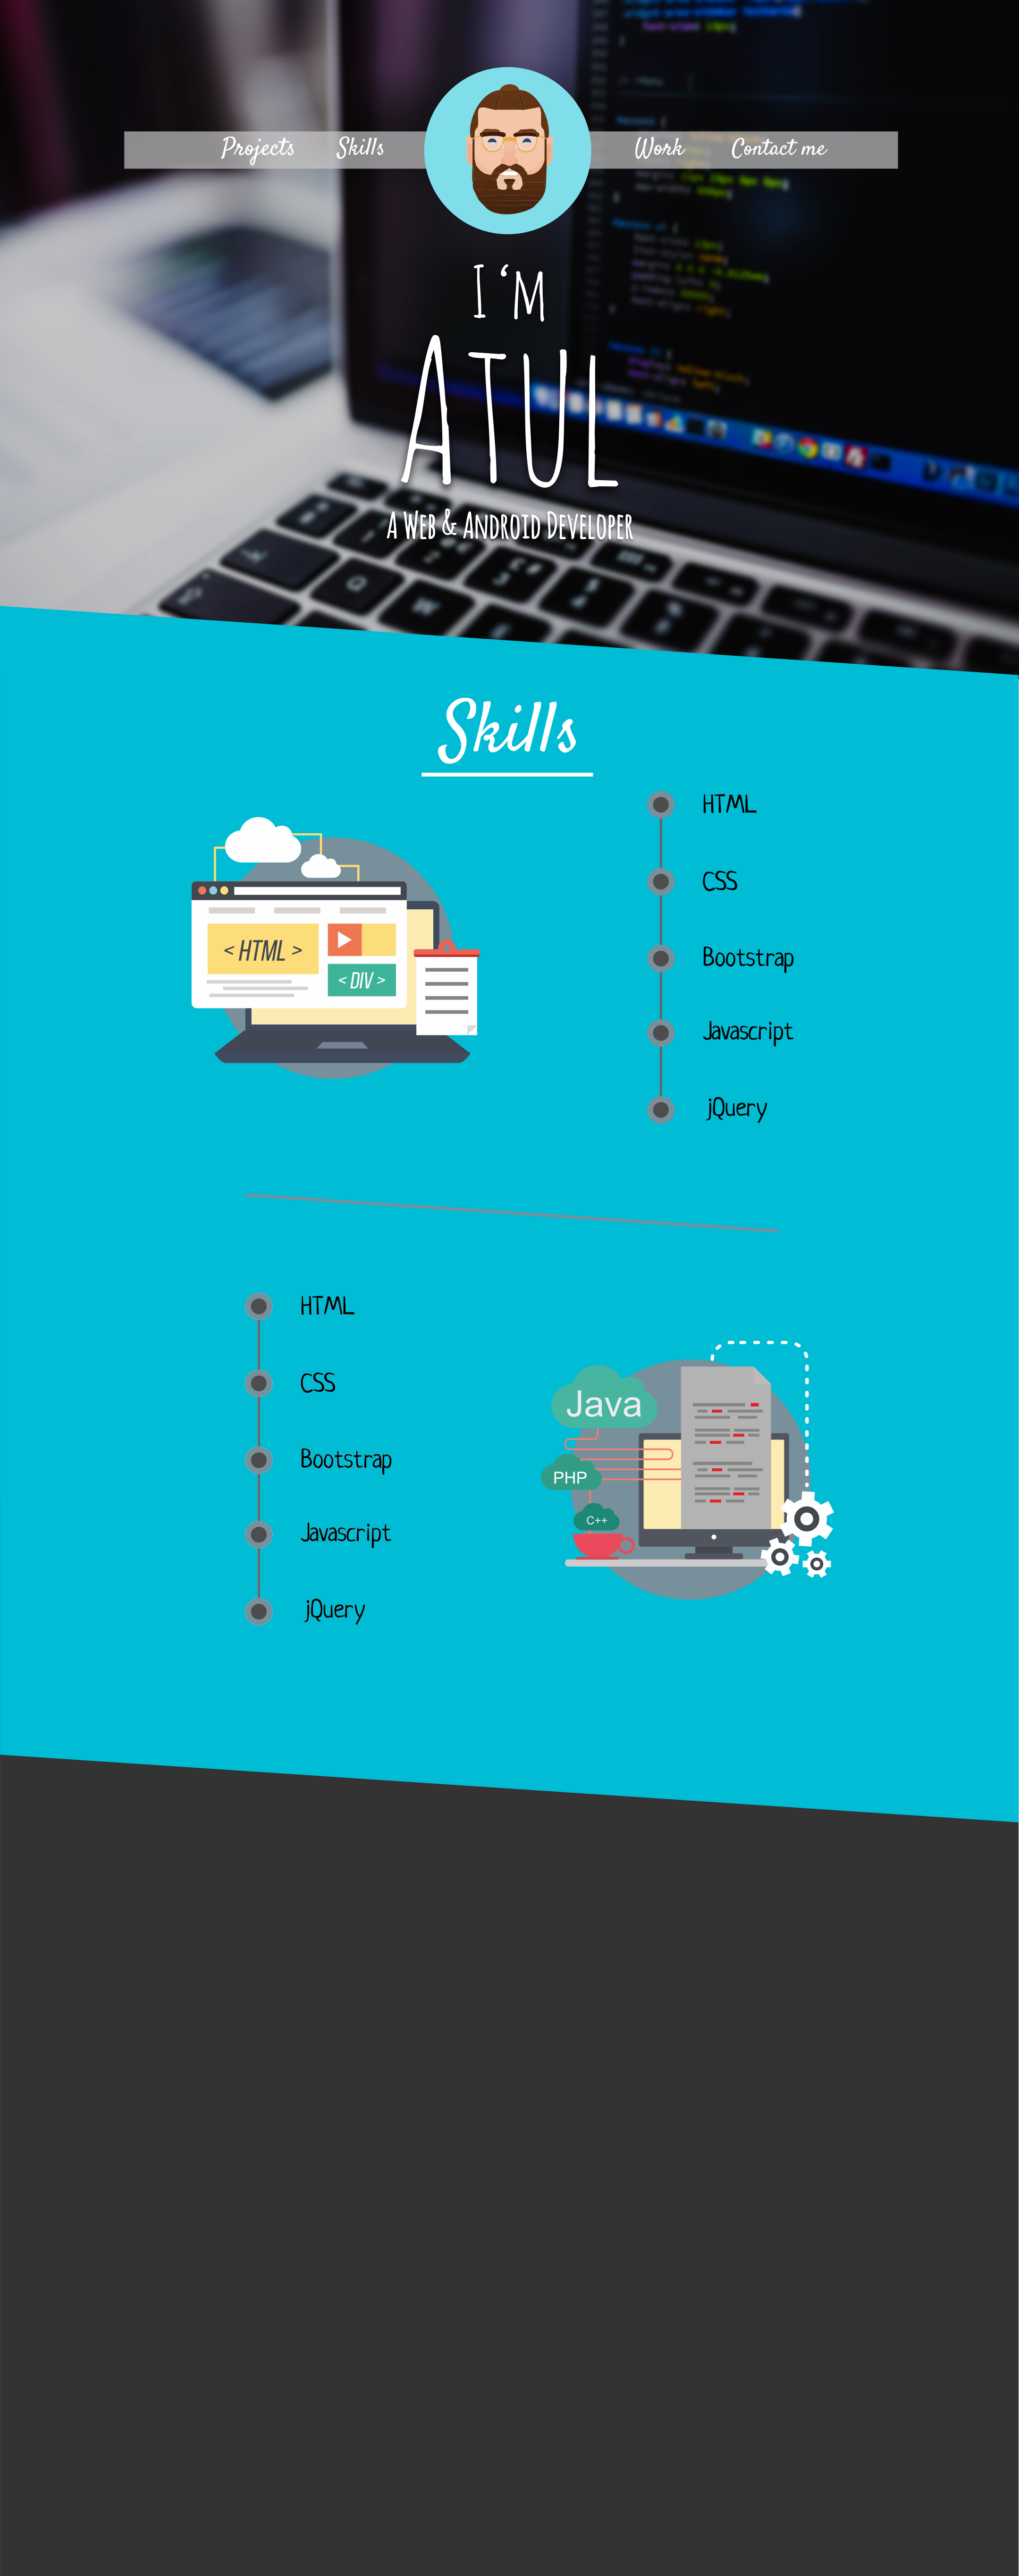 Projects Skills Work Contact me
I 'M
ATUL
A WEB & ANDROID DEVELOPER
Skills
HTML
CSS
Bootstrap
Javascript
jQuery
< HTML >
< DIV >
HTML
CSS
Bootstrap
Javascript
jQuery
Java
PHP
C++